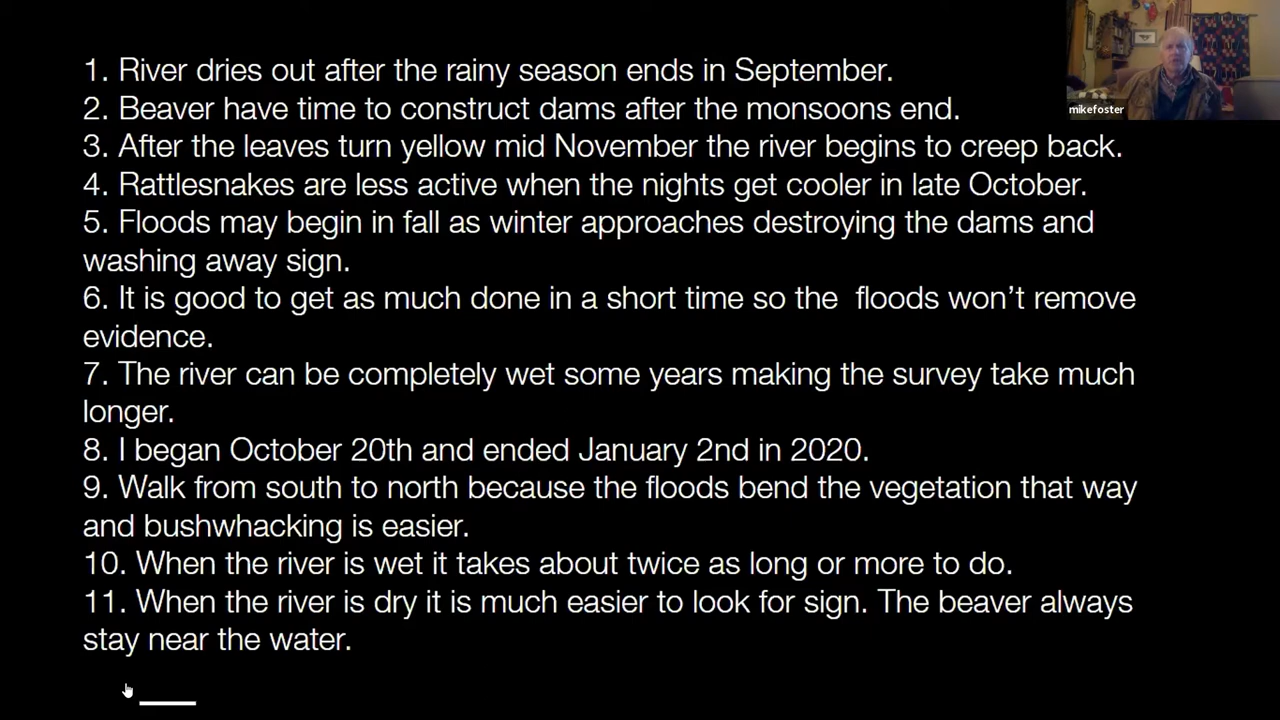 1. River dries out after the rainy season ends in September.
2. Beaver have time to construct dams after the monsoons end.
3. After the leaves turn yellow mid November the river begins to creep back.
4. Rattlesnakes are less active when the nights get cooler in late October.
5. Floods may begin in fall as winter approaches destroying the dams and
washing away sign.
6. It is good to get as much done in a short time so the  floods won't remove
evidence.
7. The river can be completely wet some years making the survey take much
longer.
8. I began October 20th and ended January 2nd in 2020.
9. Walk from south to north because the floods bend the vegetation that way
and bushwhacking is easier.
10. When the river is wet it takes about twice as long or more to do.
11. When the river is dry it is much easier to look for sign. The beaver always
stay near the water.
mikefoster